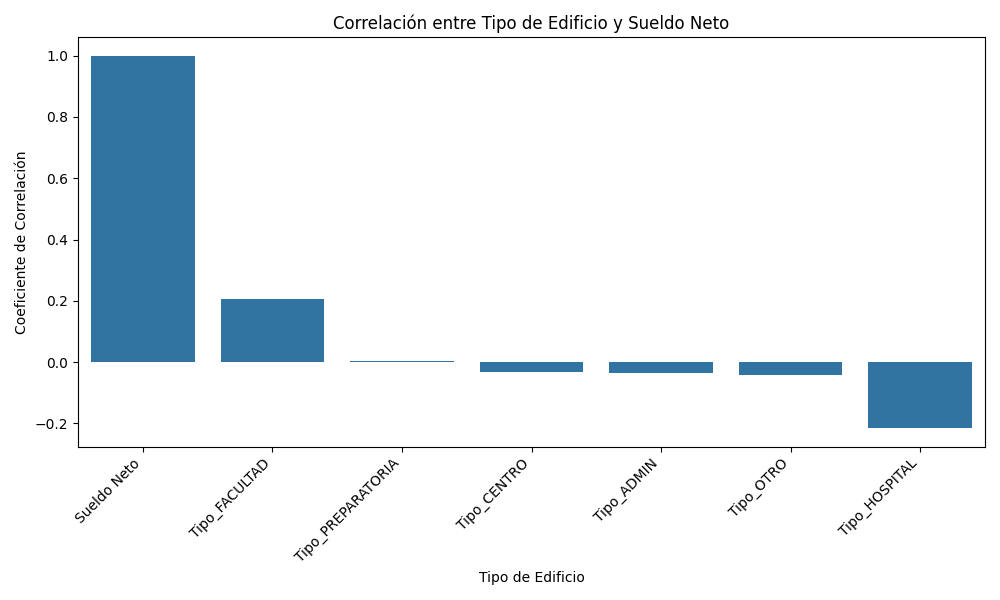 Correlación entre Tipo de Edificio y Sueldo Neto
Coeficiente de Correlación
1.0
0.8
0.6
0.4
0.2
0.0
−0.2
Sueldo Neto
Tipo_FACULTAD
Tipo_PREPARATORIA
Tipo_CENTRO
Tipo_ADMIN
Tipo_OTRO
Tipo_HOSPITAL
Tipo de Edificio